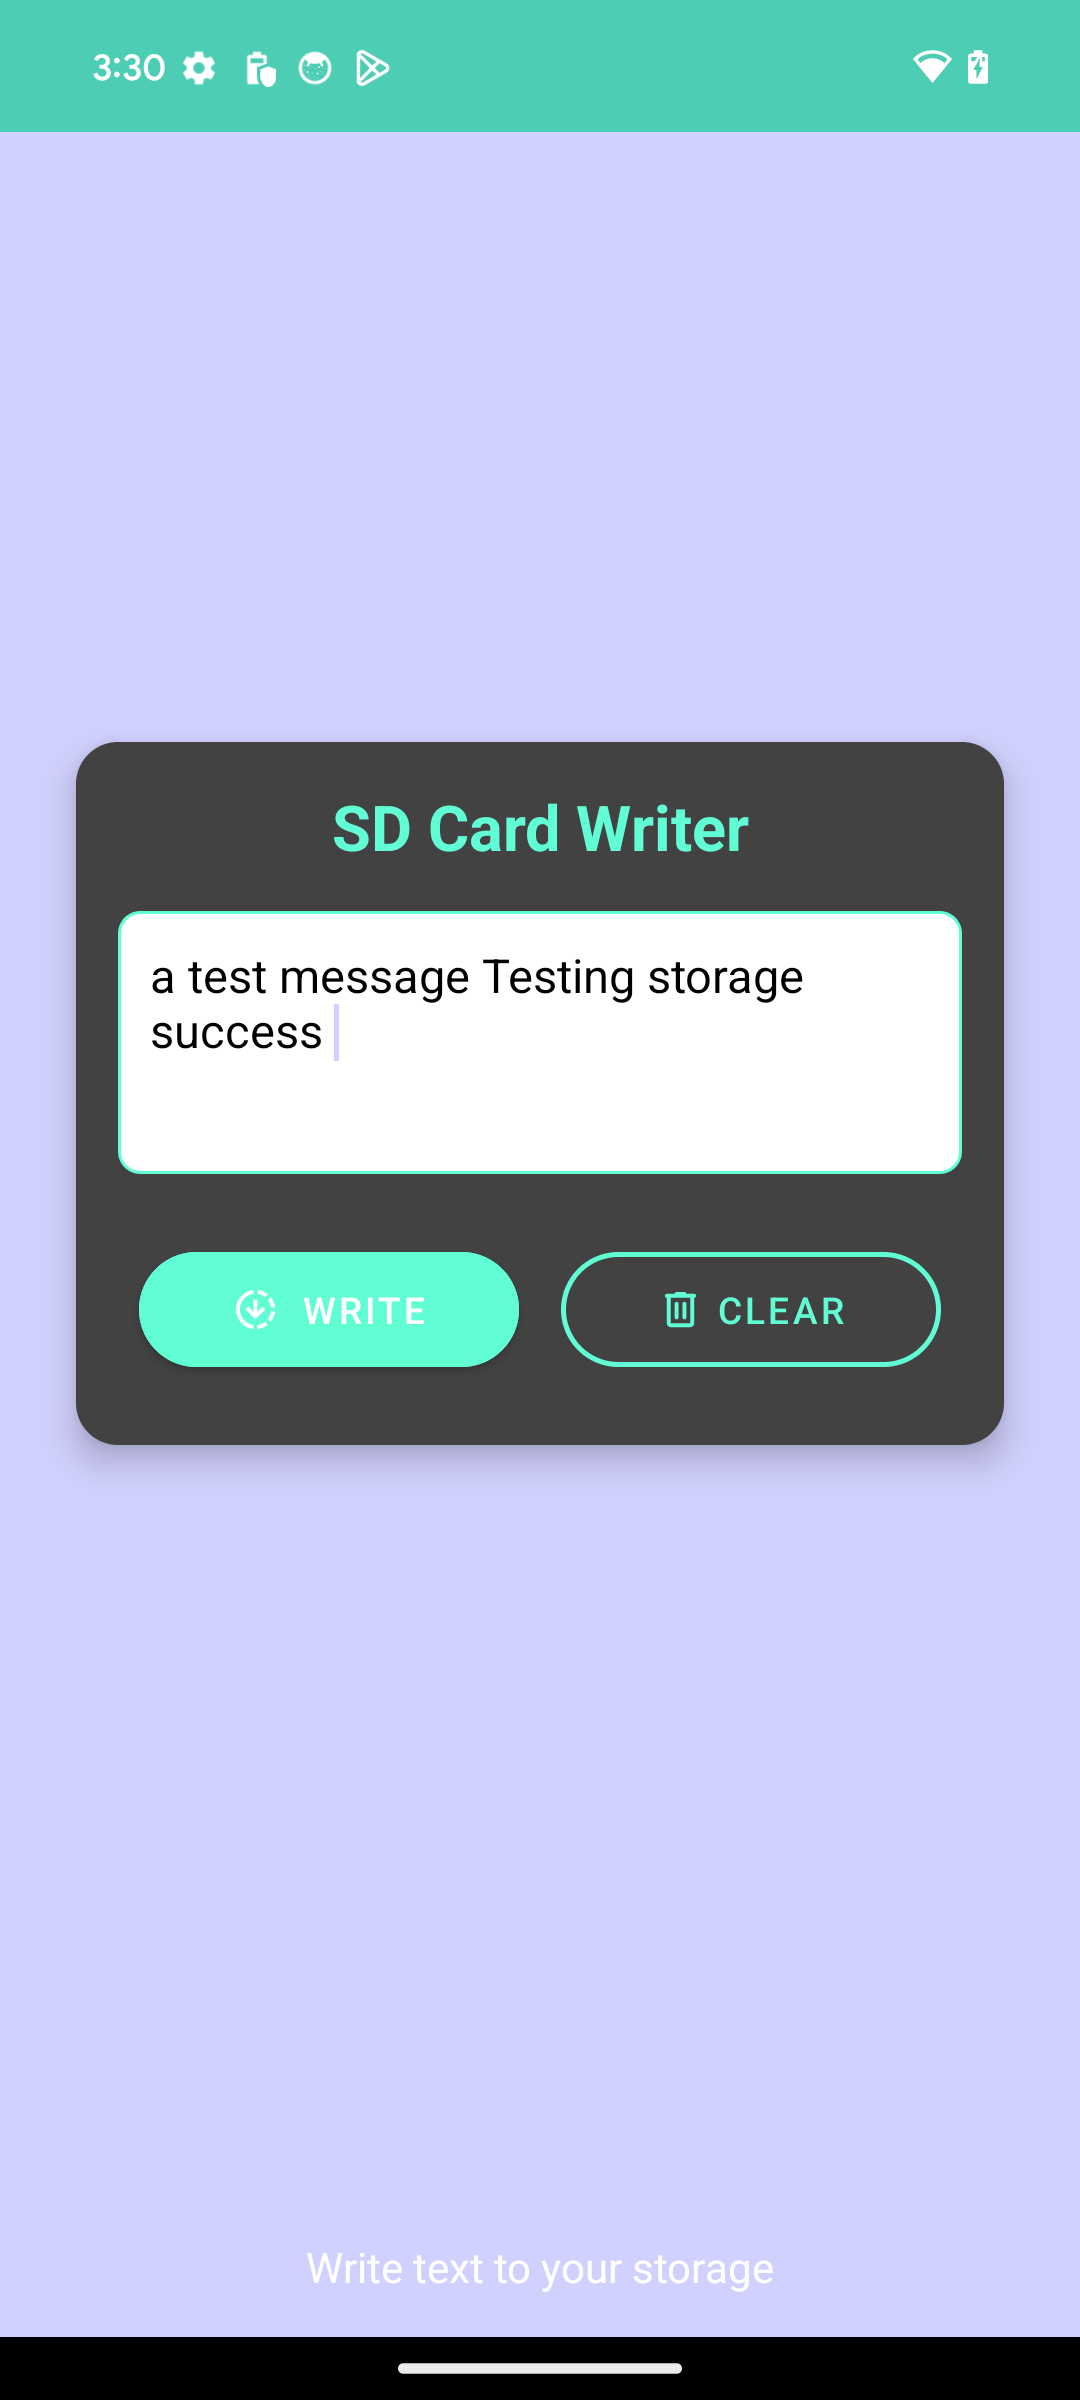 3:30
SD Card Writer
a test message Testing storage
success
WRITE
CLEAR
Write text to your storage